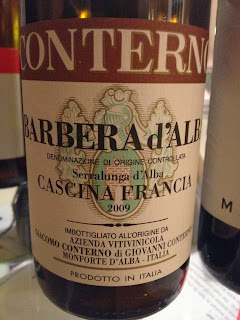 CONTERNO
BARBERA d'ALB
DENOMINAZIONE DI ORIGINE CONTROLLATA
Serralunga d'Alba
CASCINA FRANCIA
2009
IMBOTTIGLIATO ALL'ORIGINE DA
AZIENDA VITIVINICOLA
GIACOMO CONTERNO di GIOVANNI CONTERNO
MONFORTE D'ALBA - ITALIA
PRODOTTO IN ITALIA
M